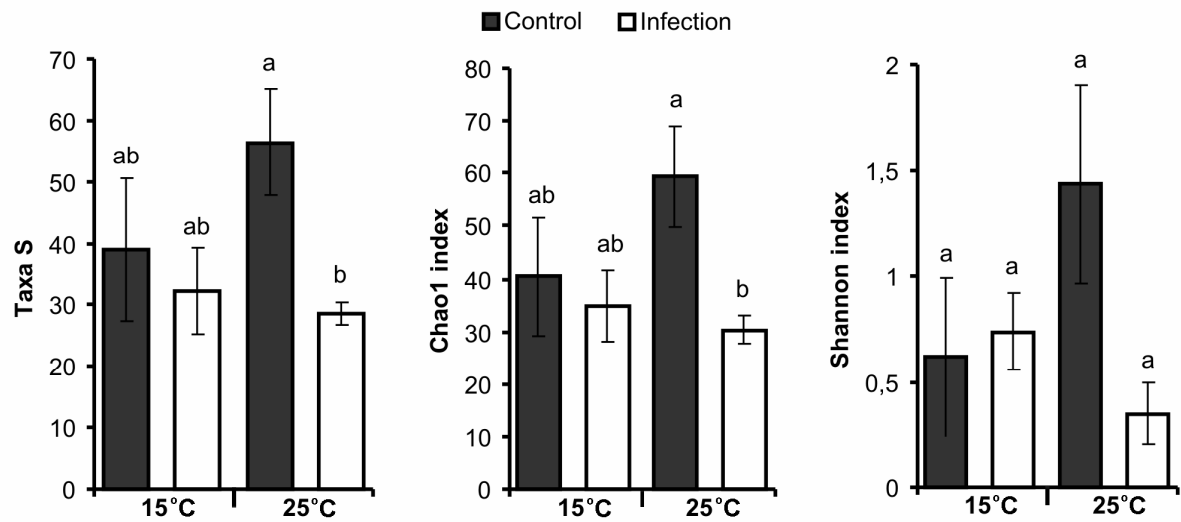 Control Infection
Taxa S
70
60
50
40
30
20
10
0
ab
ab
a
b
15°C 25°C
Chao1 index
80
70
60
50
40
30
20
10
0
ab
ab
a
b
15°C 25°C
Shannon index
2
1,5
1
0,5
0
a
a
a
a
15°C 25°C